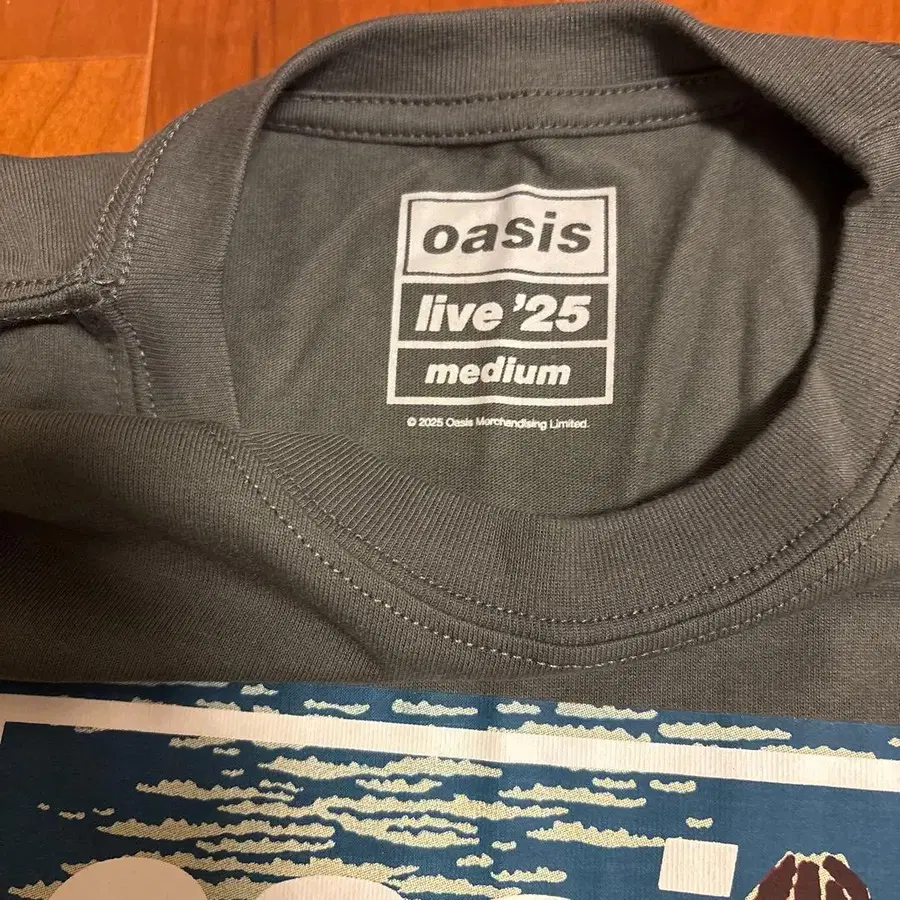 oasis
live '25
medium
© 2025 Oasis Merchandising Limited.